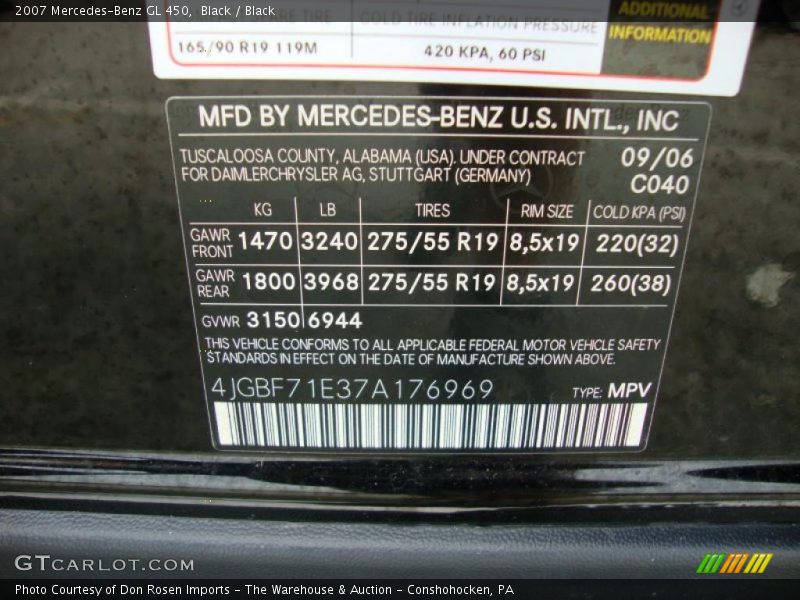 2007 Mercedes-Benz GL 450, Black / Black
TIRE COLD TIRE INFLATION PRESSURE
165/90 R19 119M 420 KPA, 60 PSI
ADDITIONAL
INFORMATION
MFD BY MERCEDES-BENZ U.S. INTL., INC
TUSCALOOSA COUNTY, ALABAMA (USA). UNDER CONTRACT 09/06
FOR DAIMLERCHRYSLER AG, STUTTGART (GERMANY) C040
KG LB TIRES RIM SIZE COLD KPA (PSI)
GAWR FRONT 1470 3240 275/55 R19 8,5x19 220(32)
GAWR REAR 1800 3968 275/55 R19 8,5x19 260(38)
GVWR 3150 6944
THIS VEHICLE CONFORMS TO ALL APPLICABLE FEDERAL MOTOR VEHICLE SAFETY
STANDARDS IN EFFECT ON THE DATE OF MANUFACTURE SHOWN ABOVE.
4JGBF71E37A176969 TYPE: MPV
GTCARLOT.COM
Photo Courtesy of Don Rosen Imports - The Warehouse & Auction - Conshohocken, PA